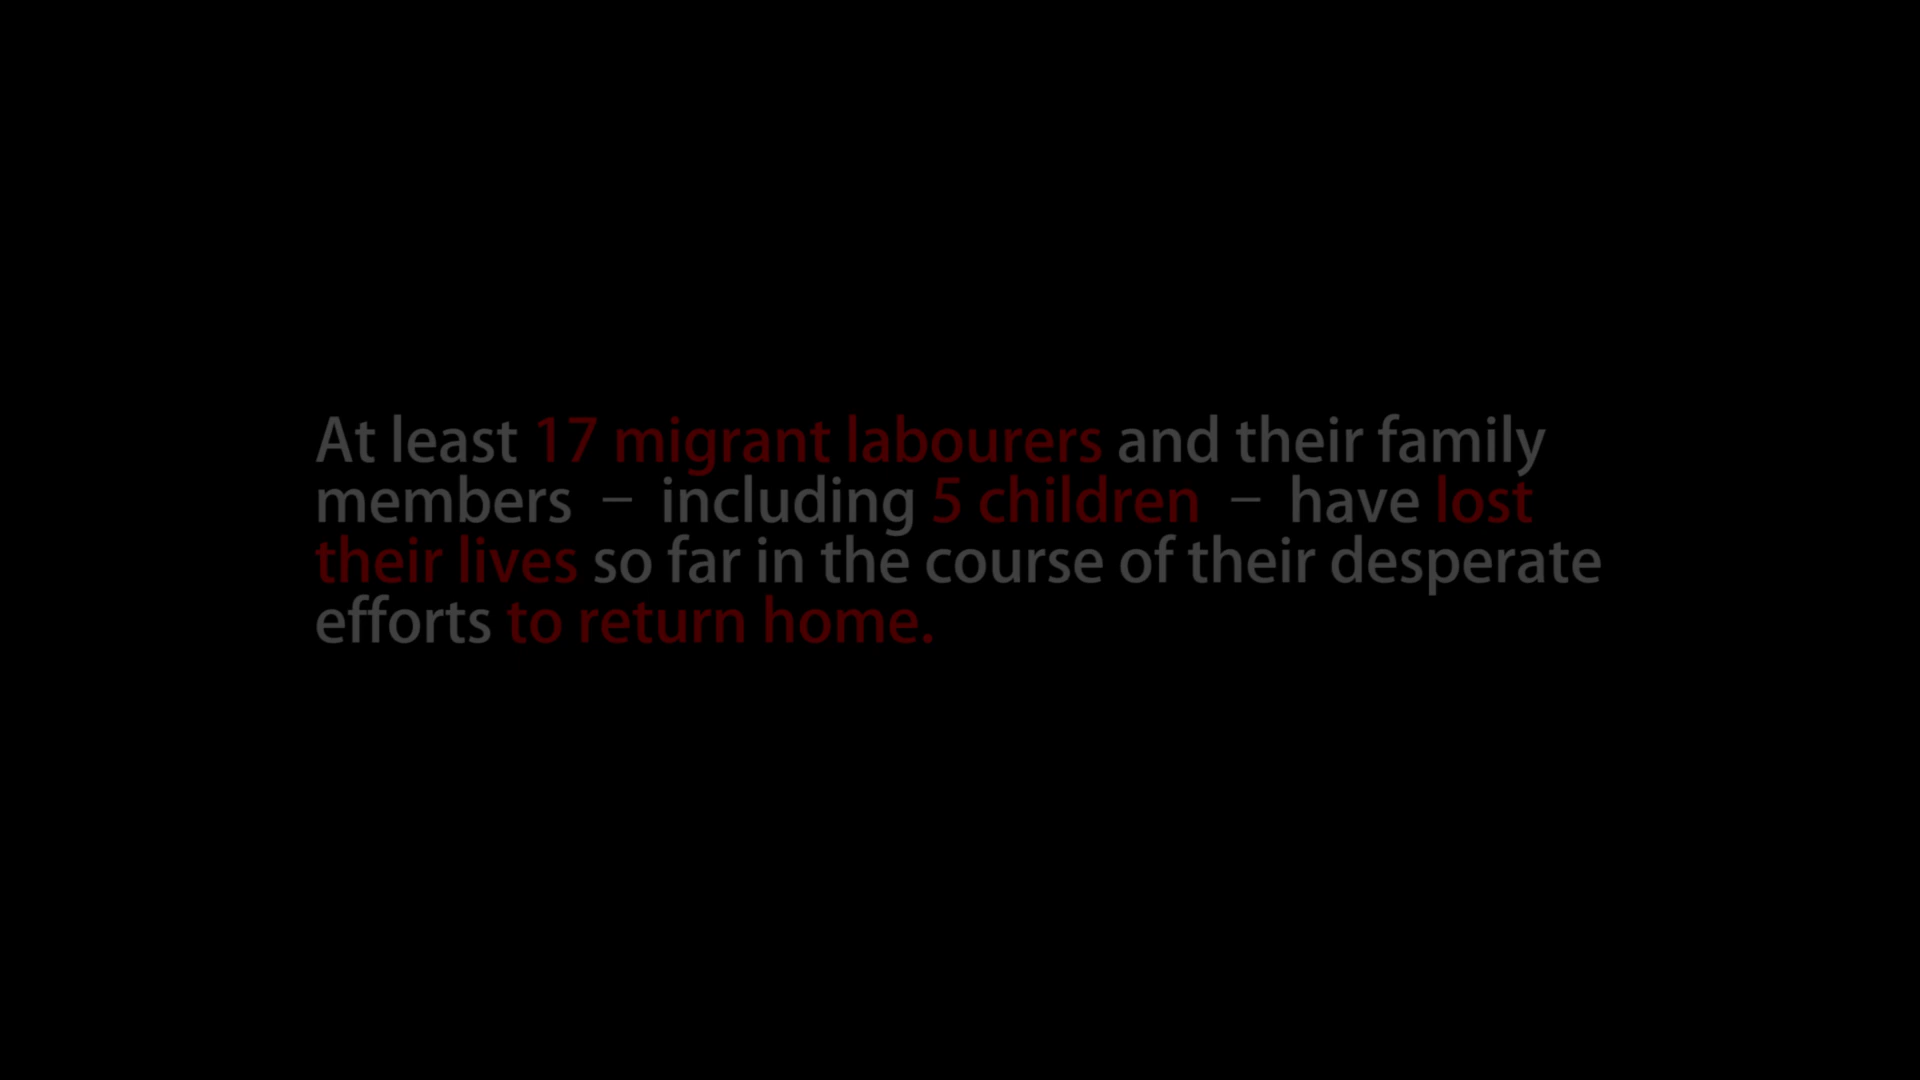 At least 17 migrant labourers and their family
members – including 5 children – have lost
their lives so far in the course of their desperate
efforts to return home.